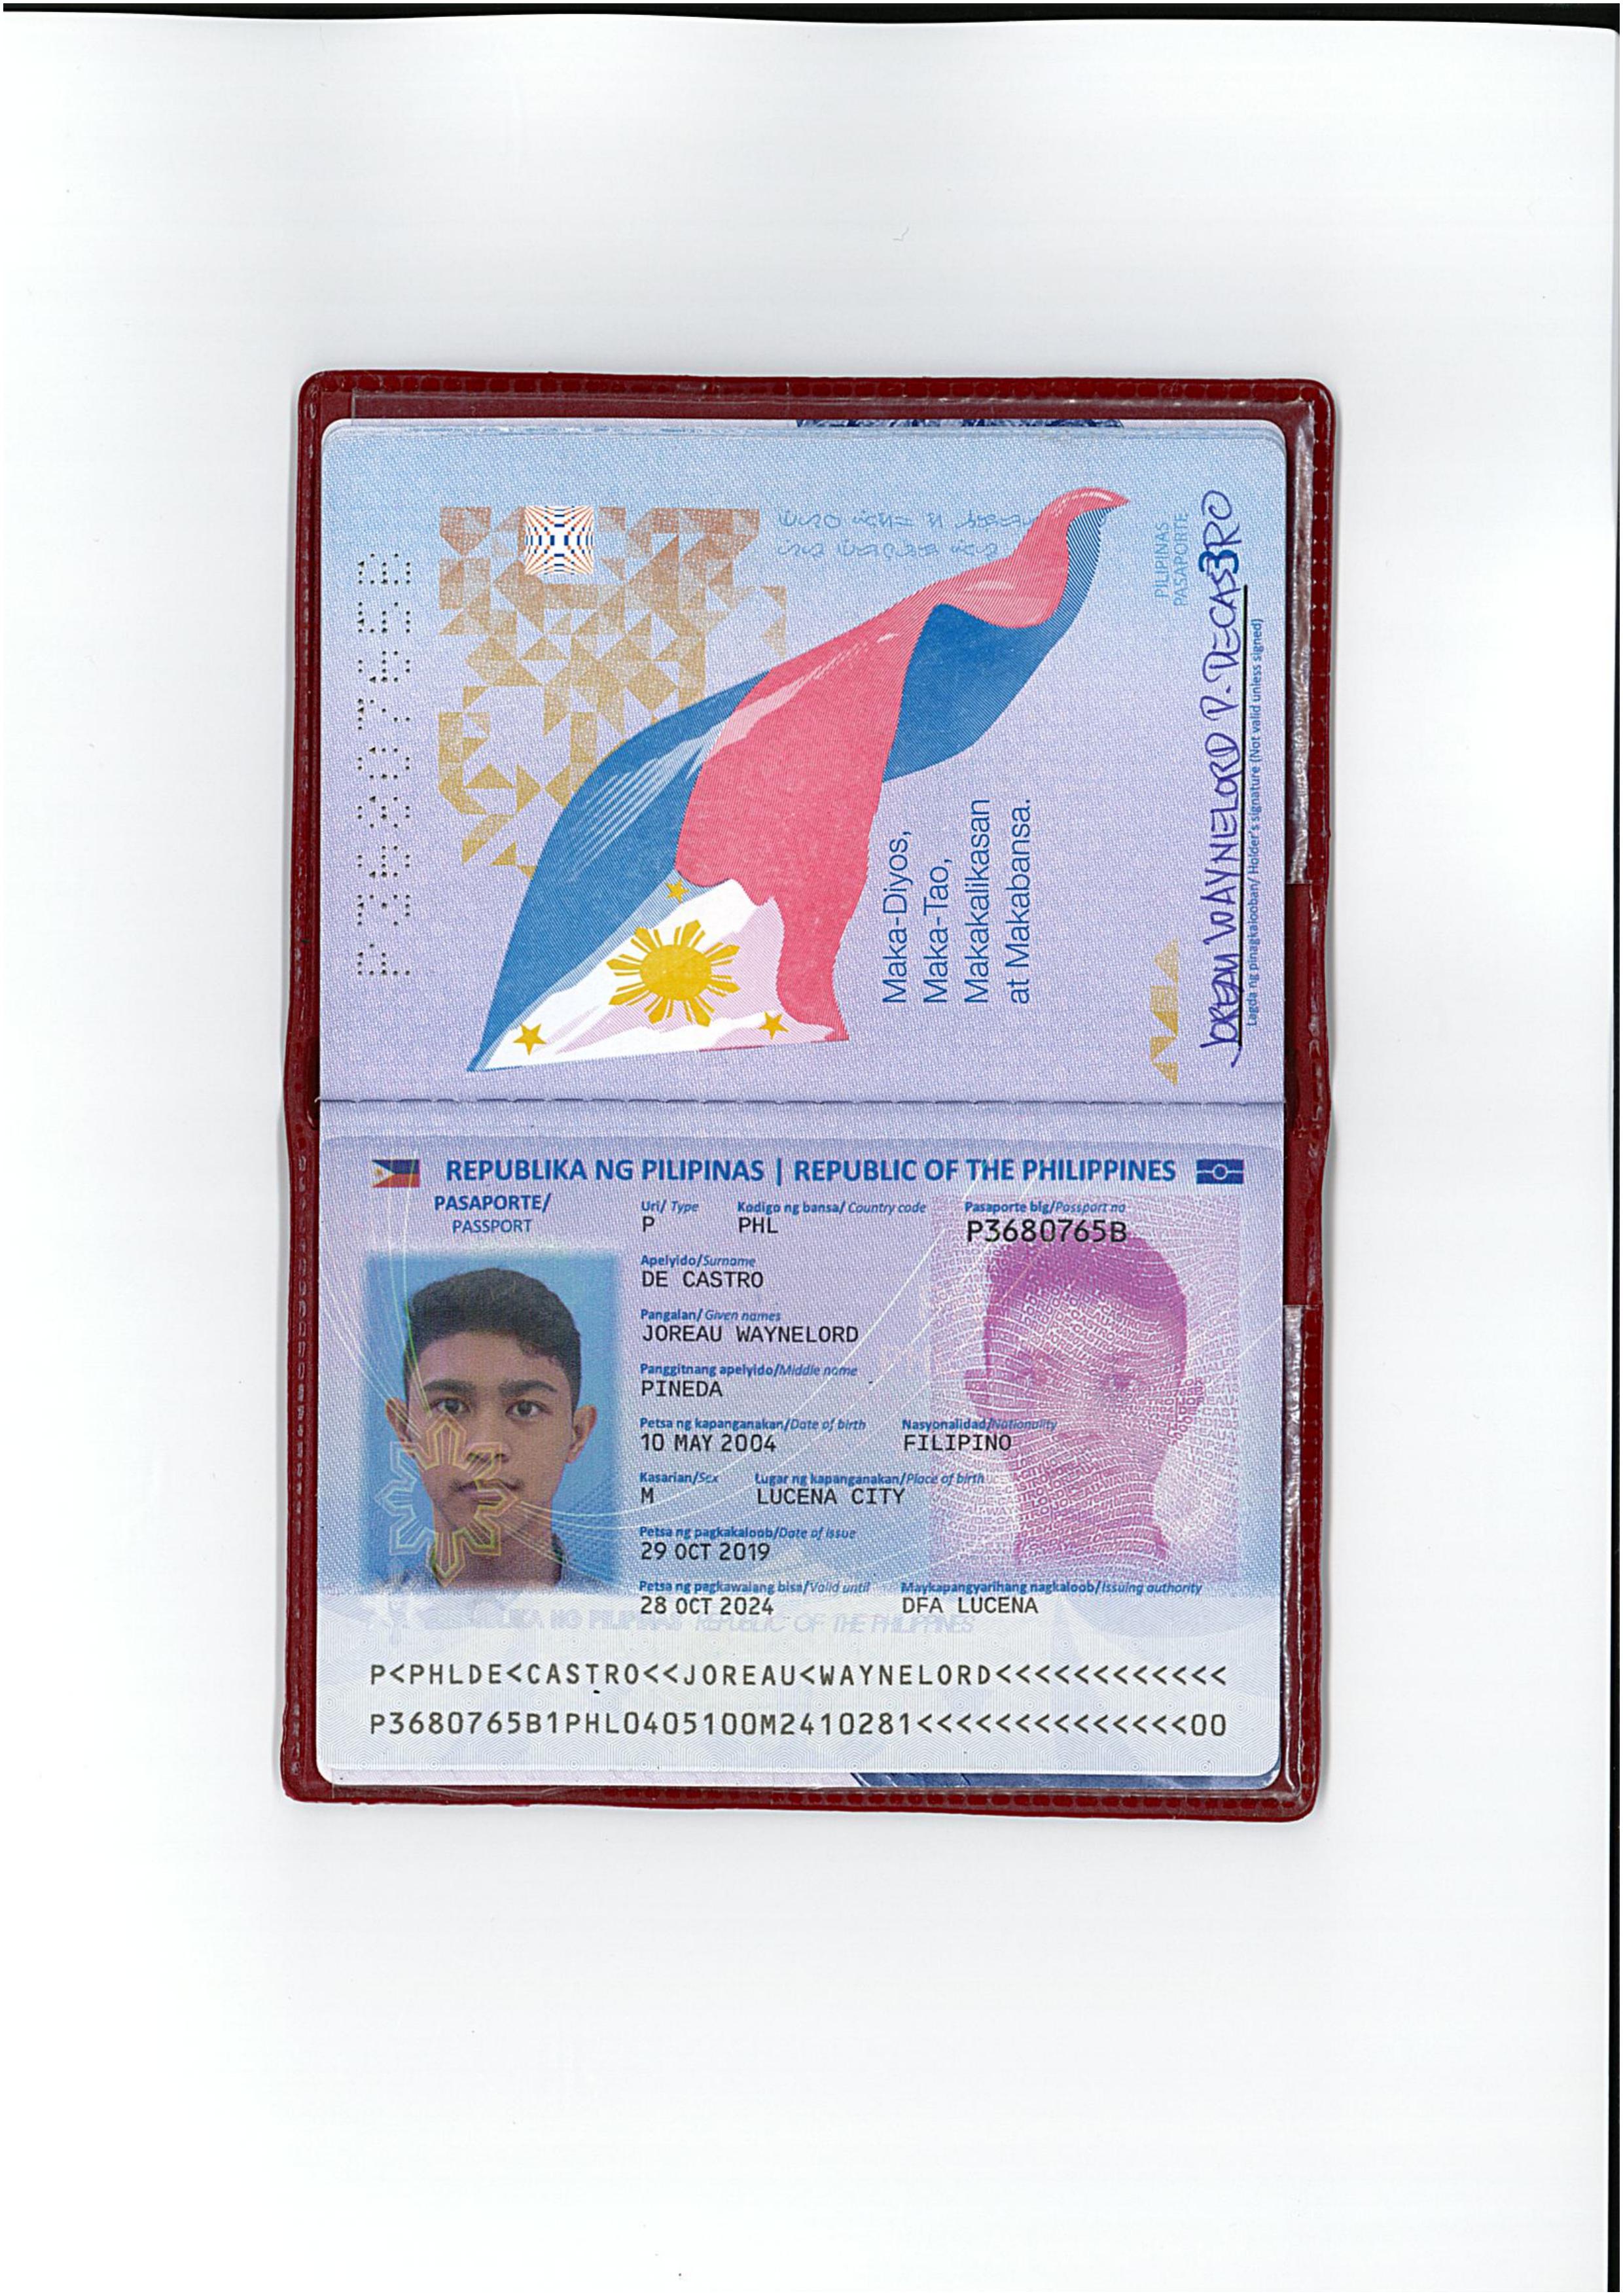 P3680765B
Maka-Diyos,
Maka-Tao,
Makakalikasan
at Makabansa.
PILIPINAS
PASAPORTE
JOREAU WAYNELORD P. DECASTRO
Lagda ng pinagkalooban/ Holder's signature (Not valid unless signed)
REPUBLIKA NG PILIPINAS | REPUBLIC OF THE PHILIPPINES
PASAPORTE/
PASSPORT
Uri/ Type Kodigo ng bansa/ Country code Pasaporte blg/Passport no
P PHL P3680765B
Apelyido/Surname
DE CASTRO
Pangalan/ Given names
JOREAU WAYNELORD
Panggitnang apelyido/Middle name
PINEDA
Petsa ng kapanganakan/Date of birth Nasyonalidad/Nationality
10 MAY 2004 FILIPINO
Kasarian/Sex Lugar ng kapanganakan/Place of birth
M LUCENA CITY
Petsa ng pagkakaloob/Date of issue
29 OCT 2019
Petsa ng pagkawalang bisa/Valid until Maykapangyarihang nagkaloob/Issuing authority
28 OCT 2024 DFA LUCENA
REPUBLIKA NG PILIPINAS REPUBLIC OF THE PHILIPPINES
P<PHLDE<CASTRO<<JOREAU<WAYNELORD<<<<<<<<<<<<
P3680765B1PHL0405100M2410281<<<<<<<<<<<<<<00